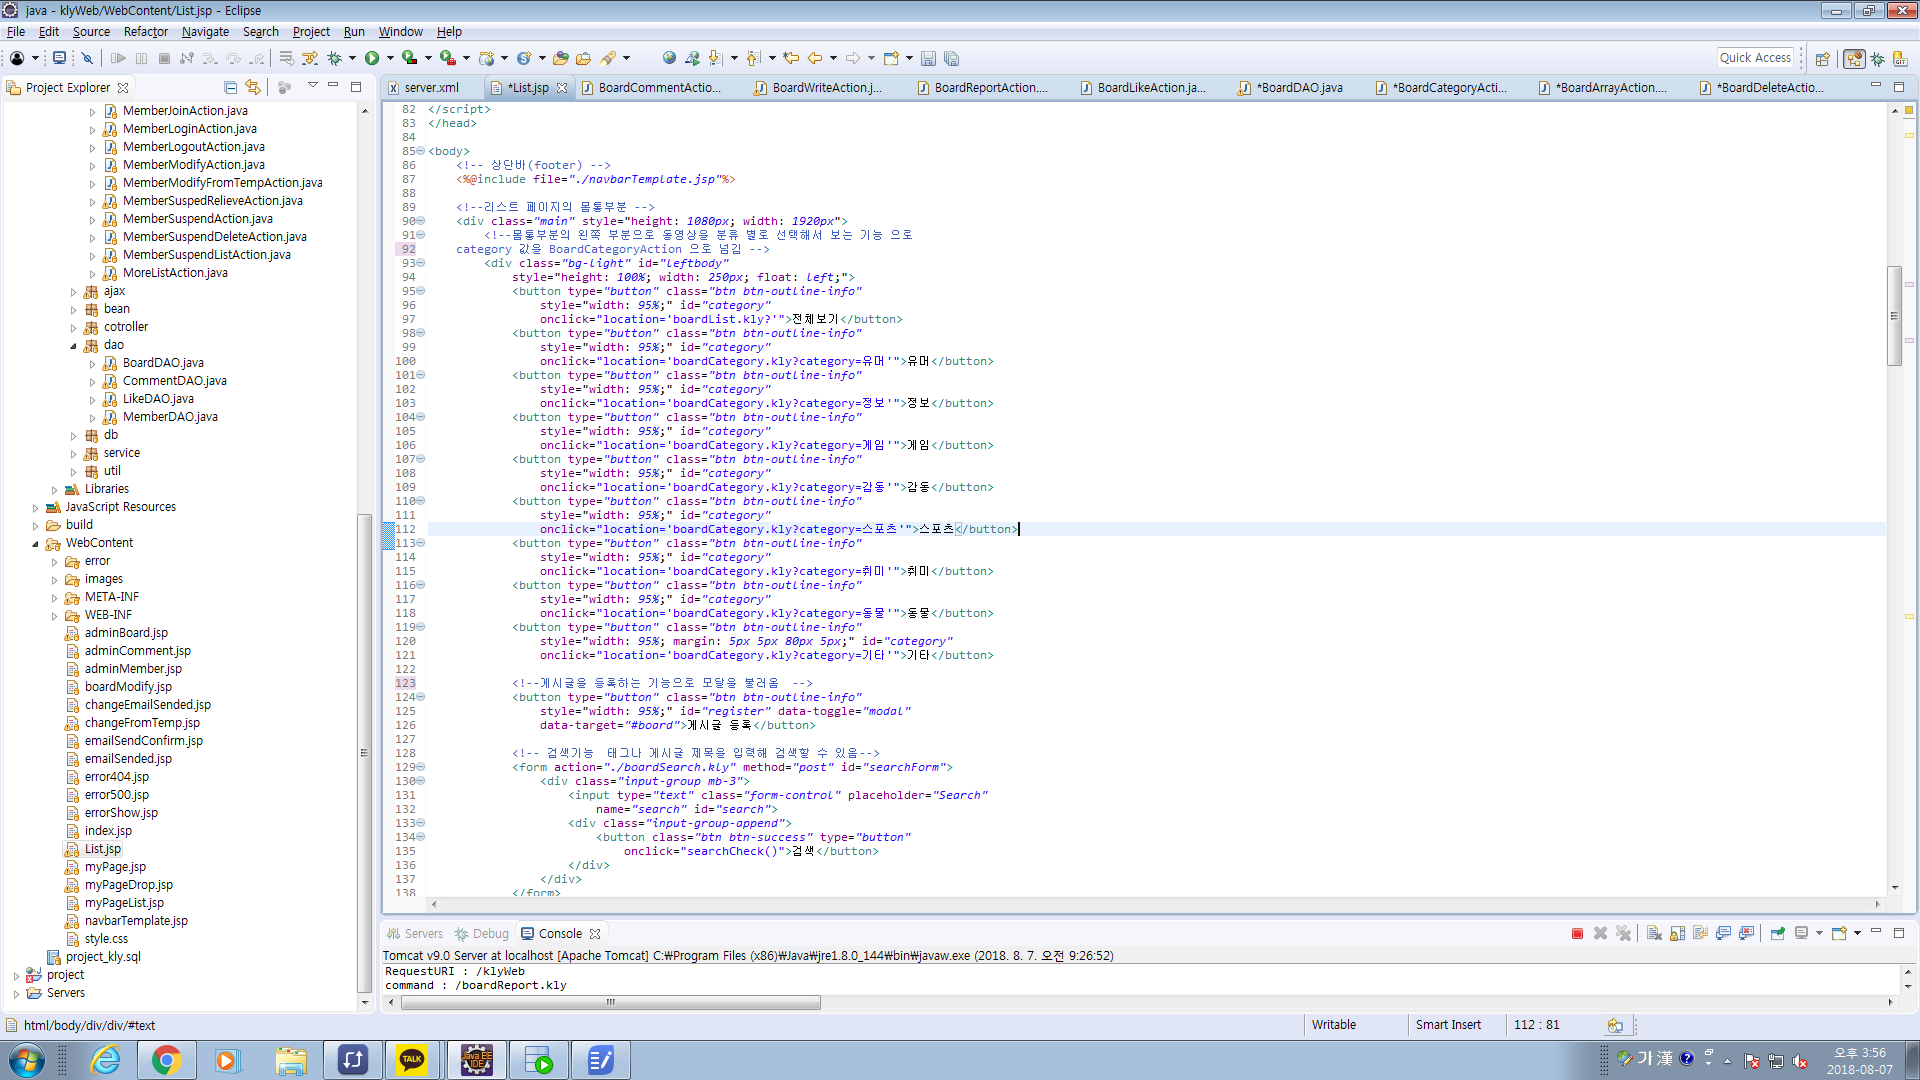 java - klyWeb/WebContent/List.jsp - Eclipse
File Edit Source Refactor Navigate Search Project Run Window Help
Quick Access
Project Explorer
MemberJoinAction.java
MemberLoginAction.java
MemberLogoutAction.java
MemberModifyAction.java
MemberModifyFromTempAction.java
MemberSuspedRelieveAction.java
MemberSuspendAction.java
MemberSuspendDeleteAction.java
MemberSuspendListAction.java
MoreListAction.java
ajax
bean
cotroller
dao
BoardDAO.java
CommentDAO.java
LikeDAO.java
MemberDAO.java
db
service
util
Libraries
JavaScript Resources
build
WebContent
error
images
META-INF
WEB-INF
adminBoard.jsp
adminComment.jsp
adminMember.jsp
boardModify.jsp
changeEmailSended.jsp
changeFromTemp.jsp
emailSendConfirm.jsp
emailSended.jsp
error404.jsp
error500.jsp
errorShow.jsp
index.jsp
List.jsp
myPage.jsp
myPageDrop.jsp
myPageList.jsp
navbarTemplate.jsp
style.css
project_kly.sql
project
Servers
server.xml *List.jsp BoardCommentActio... BoardWriteAction.j... BoardReportAction.... BoardLikeAction.ja... *BoardDAO.java *BoardCategoryActi... *BoardArrayAction.... *BoardDeleteActio...
82 </script>
83 </head>
84
85 <body>
86 <!-- 상단바(footer) -->
87 <%@include file="./navbarTemplate.jsp"%>
88
89 <!--리스트 페이지의 몸통부분 -->
90 <div class="main" style="height: 1080px; width: 1920px">
91 <!--몸통부분의 왼쪽 부분으로 동영상을 분류 별로 선택해서 보는 기능 으로
92 category 값을 BoardCategoryAction 으로 넘김 -->
93 <div class="bg-light" id="leftbody"
94 style="height: 100%; width: 250px; float: left;">
95 <button type="button" class="btn btn-outline-info"
96 style="width: 95%;" id="category"
97 onclick="location='boardList.kly?'">전체보기</button>
98 <button type="button" class="btn btn-outline-info"
99 style="width: 95%;" id="category"
100 onclick="location='boardCategory.kly?category=유머'">유머</button>
101 <button type="button" class="btn btn-outline-info"
102 style="width: 95%;" id="category"
103 onclick="location='boardCategory.kly?category=정보'">정보</button>
104 <button type="button" class="btn btn-outline-info"
105 style="width: 95%;" id="category"
106 onclick="location='boardCategory.kly?category=게임'">게임</button>
107 <button type="button" class="btn btn-outline-info"
108 style="width: 95%;" id="category"
109 onclick="location='boardCategory.kly?category=감동'">감동</button>
110 <button type="button" class="btn btn-outline-info"
111 style="width: 95%;" id="category"
112 onclick="location='boardCategory.kly?category=스포츠'">스포츠</button>
113 <button type="button" class="btn btn-outline-info"
114 style="width: 95%;" id="category"
115 onclick="location='boardCategory.kly?category=취미'">취미</button>
116 <button type="button" class="btn btn-outline-info"
117 style="width: 95%;" id="category"
118 onclick="location='boardCategory.kly?category=동물'">동물</button>
119 <button type="button" class="btn btn-outline-info"
120 style="width: 95%; margin: 5px 5px 80px 5px;" id="category"
121 onclick="location='boardCategory.kly?category=기타'">기타</button>
122
123 <!--게시글을 등록하는 기능으로 모달을 불러옴 -->
124 <button type="button" class="btn btn-outline-info"
125 style="width: 95%;" id="register" data-toggle="modal"
126 data-target="#board">게시글 등록</button>
127
128 <!-- 검색기능 태그나 게시글 제목을 입력해 검색할 수 있음-->
129 <form action="./boardSearch.kly" method="post" id="searchForm">
130 <div class="input-group mb-3">
131 <input type="text" class="form-control" placeholder="Search"
132 name="search" id="search">
133 <div class="input-group-append">
134 <button class="btn btn-success" type="button"
135 onclick="searchCheck()">검색</button>
136 </div>
137 </div>
138 </form>
Servers Debug Console
Tomcat v9.0 Server at localhost [Apache Tomcat] C:\Program Files (x86)\Java\jre1.8.0_144\bin\javaw.exe (2018. 8. 7. 오전 9:26:52)
RequestURI : /klyWeb
command : /boardReport.kly
html/body/div/div/#text
Writable Smart Insert 112 : 81
TALK
Java EE IDE
가 漢
오후 3:56
2018-08-07